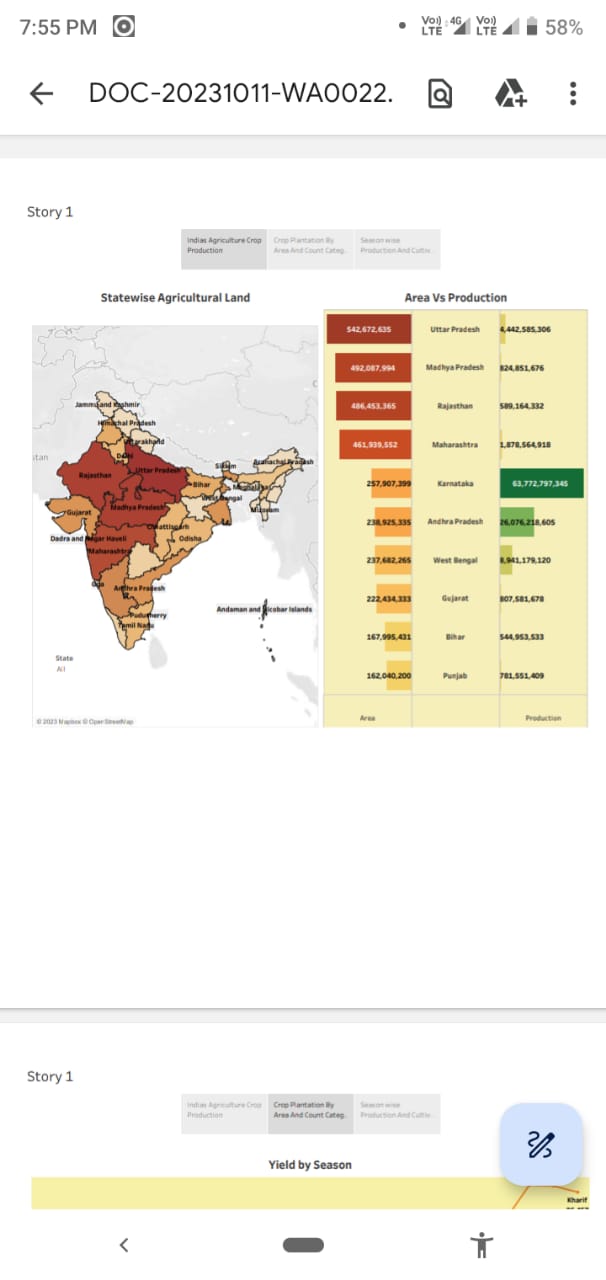 7:55 PM
Vo) 4G Vo)
LTE LTE 58%
DOC-20231011-WA0022.
Story 1
Indias Agriculture Crop Production
Crop Plantation By Area And Count Categ..
Season wise Production And Cultiv..
Statewise Agricultural Land
Area Vs Production
Jammu and Kashmir
Himachal Pradesh
Uttarakhand
stan
Delhi
Sikkim
Arunachal Pradesh
Rajasthan
Uttar Pradesh
Bihar
Meghalaya
West Bengal
Mizoram
Gujarat
Madhya Pradesh
Chattisgarh
Dadra and Nagar Haveli
Odisha
Maharashtra
Goa
Andhra Pradesh
Puducherry
Tamil Nadu
Andaman and Nicobar Islands
State
All
© 2023 Mapbox © OpenStreetMap
542,672,635 Uttar Pradesh 4,442,585,306
492,087,994 Madhya Pradesh 824,851,676
486,453,365 Rajasthan 589,164,332
461,939,552 Maharashtra 1,878,564,918
257,907,399 Karnataka 63,772,797,345
238,925,335 Andhra Pradesh 26,076,218,605
237,682,265 West Bengal 8,941,179,120
222,434,333 Gujarat 807,581,678
167,995,431 Bihar 544,953,533
162,040,200 Punjab 781,551,409
Area Production
Story 1
Indias Agriculture Crop Production
Crop Plantation By Area And Count Categ..
Season wise Production And Cultiv..
Yield by Season
Kharif